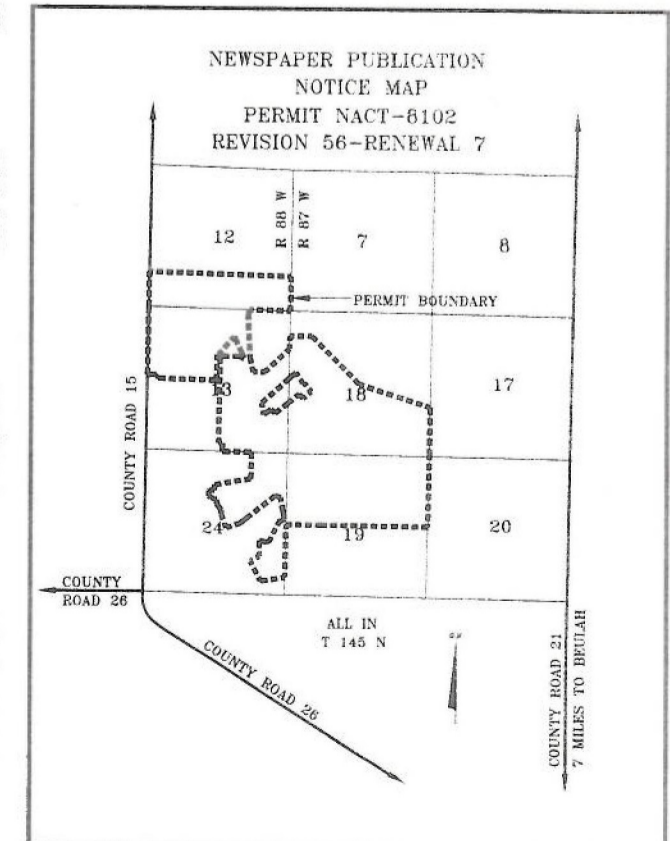 NEWSPAPER PUBLICATION
NOTICE MAP
PERMIT NACT-8102
REVISION 56-RENEWAL 7
R 88 W
R 87 W
12
7
8
PERMIT BOUNDARY
13
18
17
COUNTY ROAD 15
24
19
20
COUNTY
ROAD 26
ALL IN
T 145 N
COUNTY ROAD 26
COUNTY ROAD 21
7 MILES TO BEULAH